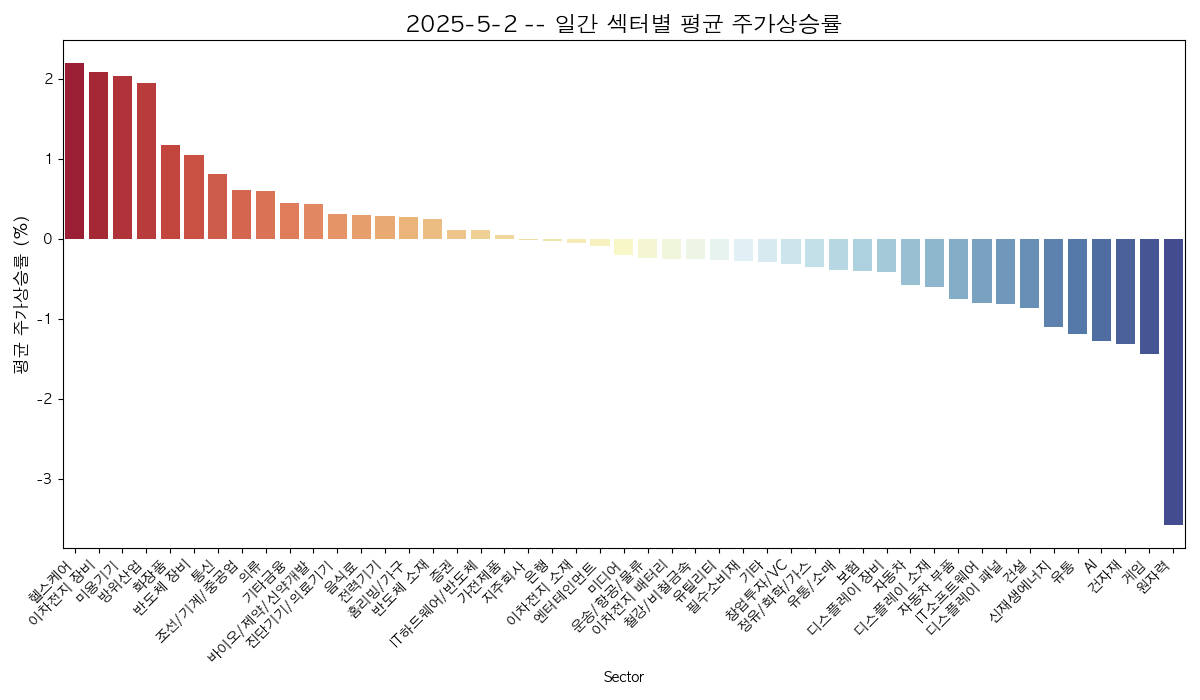 2025-5-2 -- 일간 섹터별 평균 주가상승률
평균 주가상승률 (%)
2
1
0
-1
-2
-3
헬스케어
이차전지 장비
미용기기
방위산업
화장품
반도체 장비
통신
조선/기계/중공업
의류
기타금융
바이오/제약/신약개발
진단기기/의료기기
음식료
전력기기
홈리빙/가구
반도체 소재
증권
IT하드웨어/반도체
가전제품
지주회사
은행
이차전지 소재
엔터테인먼트
미디어
운송/항공/물류
이차전지 배터리
철강/비철금속
유틸리티
필수소비재
기타
창업투자/VC
정유/화학/가스
유통/소매
보험
디스플레이 장비
자동차
디스플레이 소재
자동차 부품
IT소프트웨어
디스플레이 패널
건설
신재생에너지
유통
AI
건자재
게임
원자력
Sector